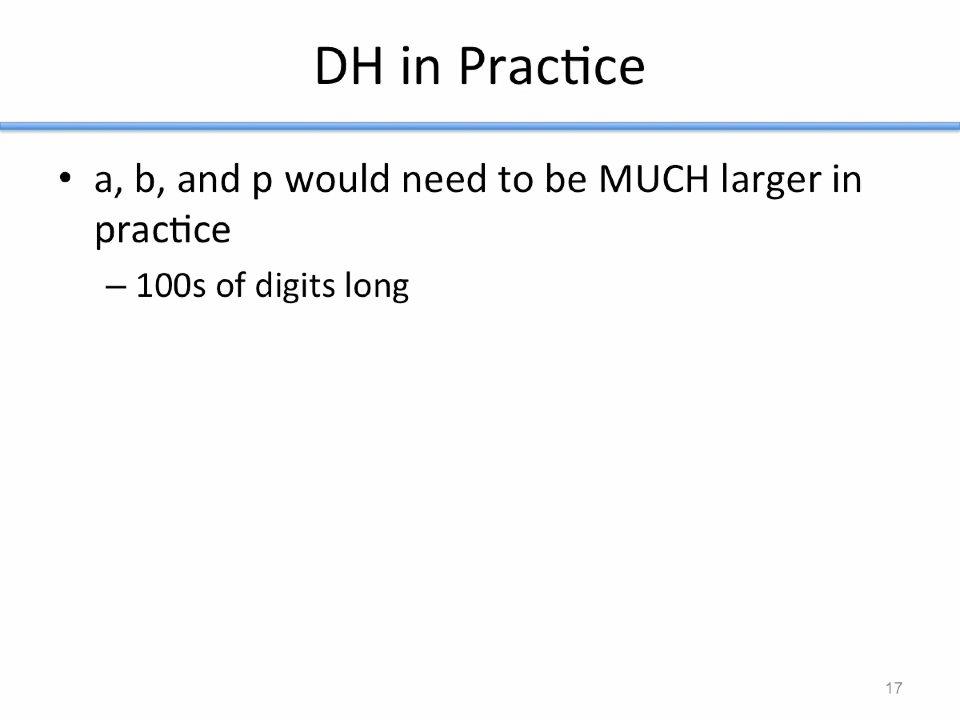 DH in Practice
• a, b, and p would need to be MUCH larger in
practice
– 100s of digits long
17